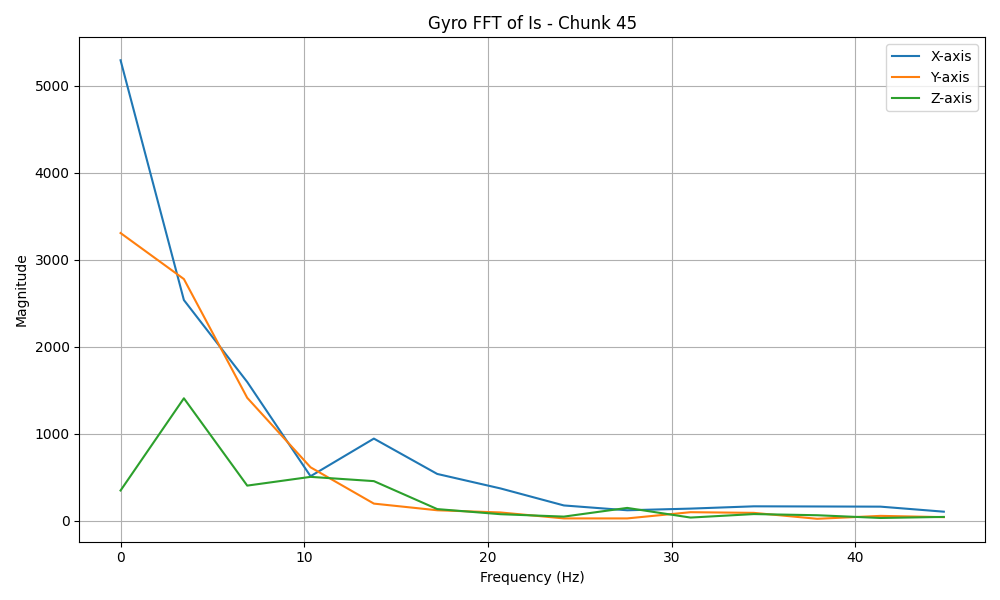 Gyro FFT of Is - Chunk 45
X-axis
Y-axis
Z-axis
Magnitude
5000
4000
3000
2000
1000
0
0 10 20 30 40
Frequency (Hz)